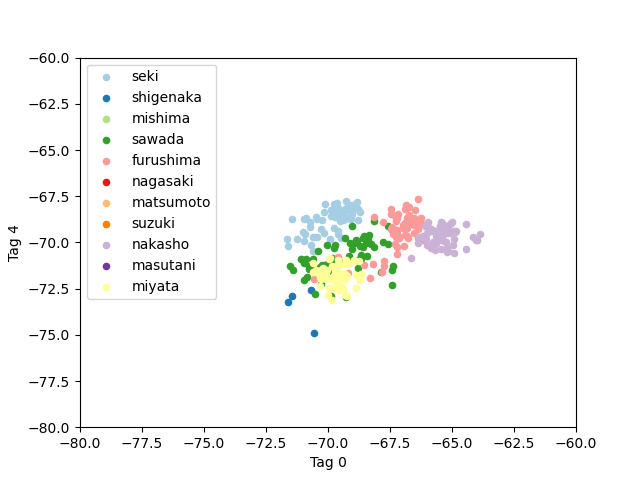 −60.0
−62.5
−65.0
−67.5
−70.0
−72.5
−75.0
−77.5
−80.0
Tag 4
seki
shigenaka
mishima
sawada
furushima
nagasaki
matsumoto
suzuki
nakasho
masutani
miyata
−80.0 −77.5 −75.0 −72.5 −70.0 −67.5 −65.0 −62.5 −60.0
Tag 0